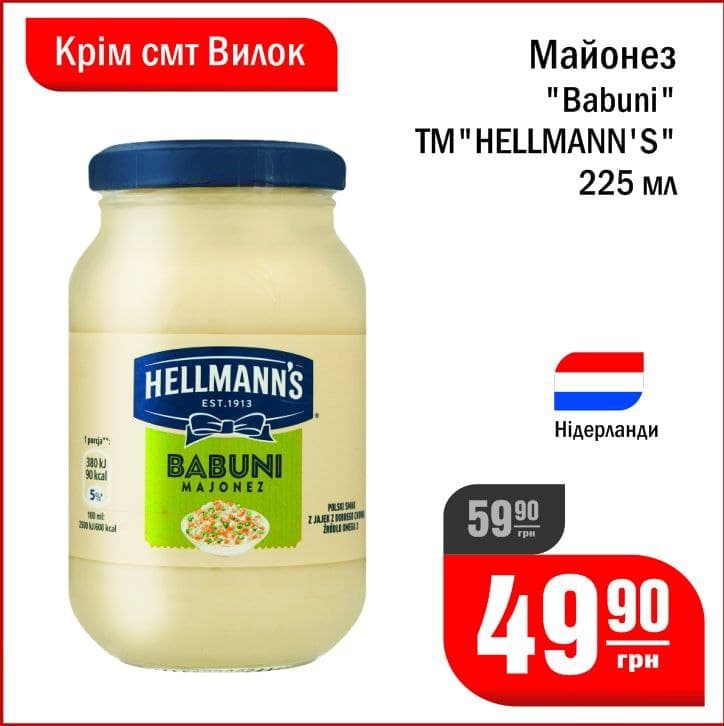 Крім смт Вилок
Майонез
"Babuni"
ТМ"HELLMANN'S"
225 мл
HELLMANN'S
EST.1913
®
BABUNI
MAJONEZ
1 porcja**:
380 kJ
90 kcal
5%*
100 ml:
2500 kJ/600 kcal
POLSKI SMAK
Z JAJEK Z DOBREGO CHOWU
ŹRÓDŁO OMEGA 3
Нідерланди
59 90
грн
49 90
грн